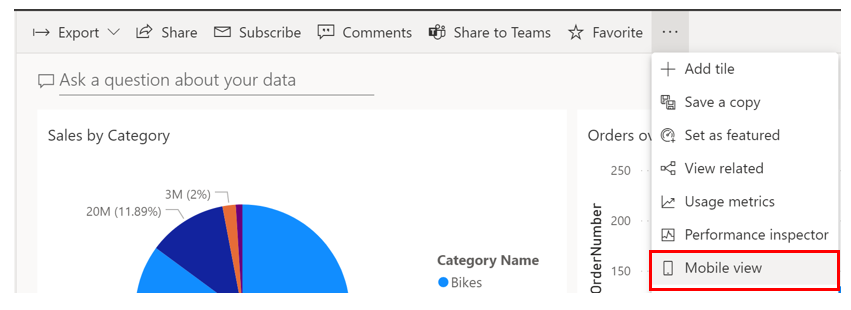 Export Share Subscribe Comments Share to Teams Favorite ...
Ask a question about your data
Add tile
Save a copy
Set as featured
View related
Usage metrics
Performance inspector
Mobile view
Sales by Category
3M (2%)
20M (11.89%)
Category Name
Bikes
Orders ov
250
200
150
OrderNumber